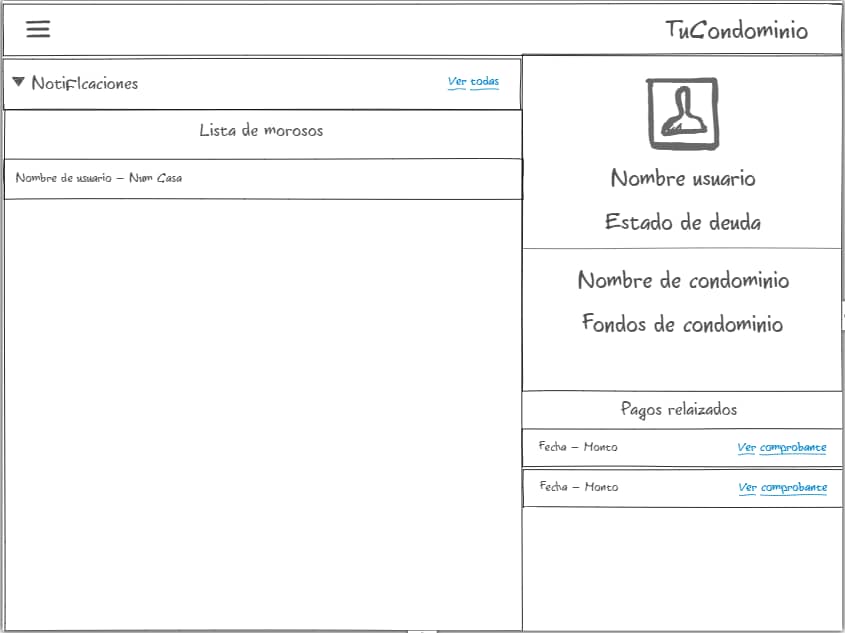 TuCondominio
Notificaciones
Ver todas
Lista de morosos
Nombre de usuario - Num Casa
Nombre usuario
Estado de deuda
Nombre de condominio
Fondos de condominio
Pagos relaizados
Fecha - Monto
Ver comprobante
Fecha - Monto
Ver comprobante